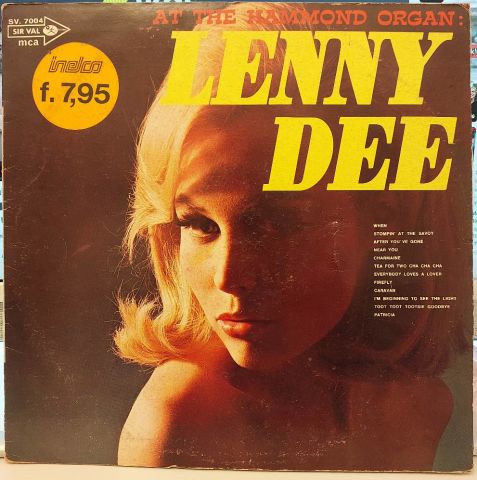 AT THE HAMMOND ORGAN:
SV. 7004
SIR VAL
mca
inelco
f. 7,95
LENNY
DEE
WHEN
STOMPIN' AT THE SAVOY
AFTER YOU'VE GONE
NEAR YOU
CHARMAINE
TEA FOR TWO CHA CHA CHA
EVERYBODY LOVES A LOVER
FIREFLY
CARAVAN
I'M BEGINNING TO SEE THE LIGHT
TOOT TOOT TOOTSIE GOODBYE
PATRICIA